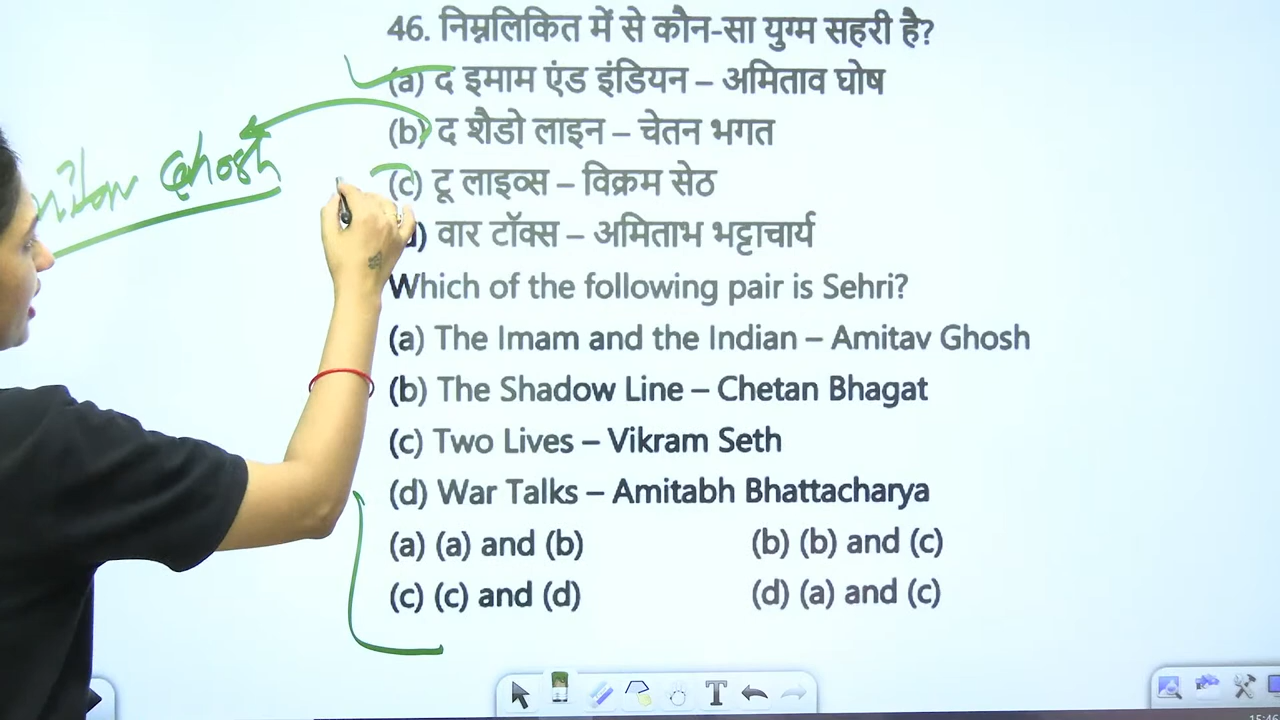 46. निम्नलिकित में से कौन-सा युग्म सहरी है?
(a) द इमाम एंड इंडियन – अमिताव घोष
(b) द शैडो लाइन – चेतन भगत
(c) टू लाइव्स – विक्रम सेठ
) वार टॉक्स – अमिताभ भट्टाचार्य
Ghosh
Which of the following pair is Sehri?
(a) The Imam and the Indian – Amitav Ghosh
(b) The Shadow Line – Chetan Bhagat
(c) Two Lives – Vikram Seth
(d) War Talks – Amitabh Bhattacharya
(a) (a) and (b) (b) (b) and (c)
(c) (c) and (d) (d) (a) and (c)
T